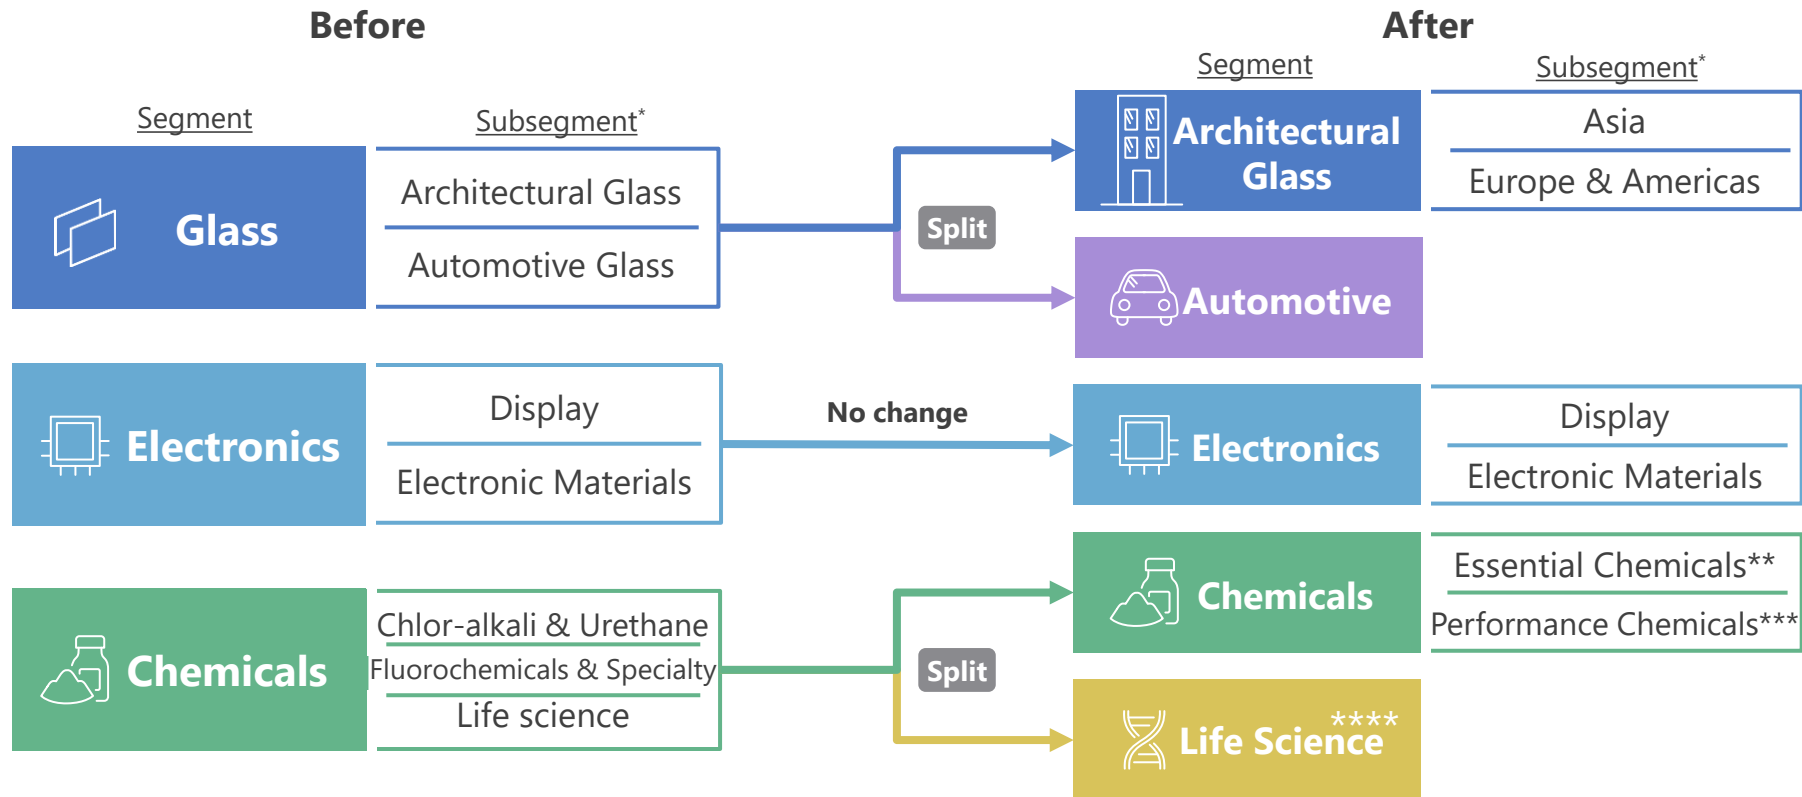 Before
Segment
Subsegment*
Glass
Architectural Glass
Automotive Glass
Electronics
Display
Electronic Materials
Chemicals
Chlor-alkali & Urethane
Fluorochemicals & Specialty
Life science
Split
No change
Split
After
Segment
Subsegment*
Architectural
Glass
Asia
Europe & Americas
Automotive
Electronics
Display
Electronic Materials
Chemicals
Essential Chemicals**
Performance Chemicals***
Life Science****